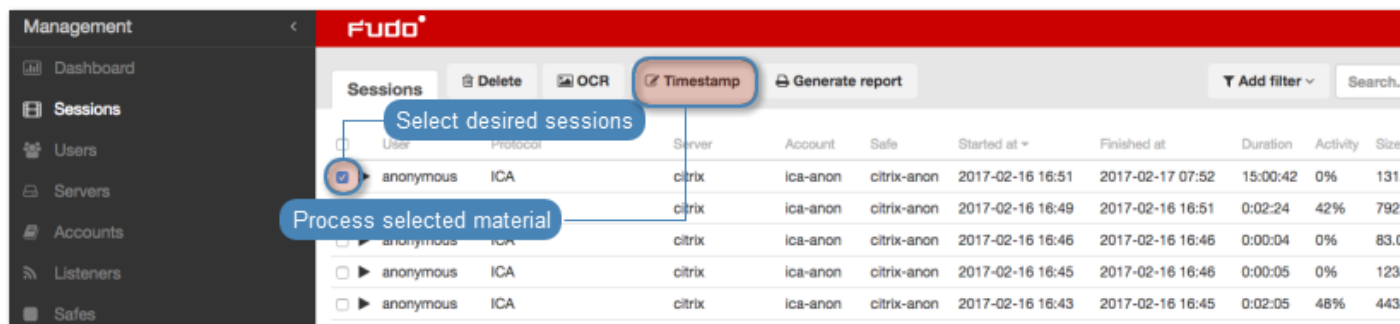 Management
Fudo
Dashboard
Sessions
Users
Servers
Accounts
Listeners
Safes
Sessions Delete OCR Timestamp Generate report Add filter Search.
Select desired sessions
User Protocol Server Account Safe Started at Finished at Duration Activity Size
anonymous ICA citrix ica-anon citrix-anon 2017-02-16 16:51 2017-02-17 07:52 15:00:42 0% 131
Process selected material
citrix ica-anon citrix-anon 2017-02-16 16:49 2017-02-16 16:51 0:02:24 42% 792
anonymous ICA citrix ica-anon citrix-anon 2017-02-16 16:46 2017-02-16 16:46 0:00:04 0% 83.0
anonymous ICA citrix ica-anon citrix-anon 2017-02-16 16:45 2017-02-16 16:46 0:00:05 0% 123
anonymous ICA citrix ica-anon citrix-anon 2017-02-16 16:43 2017-02-16 16:45 0:02:05 48% 443